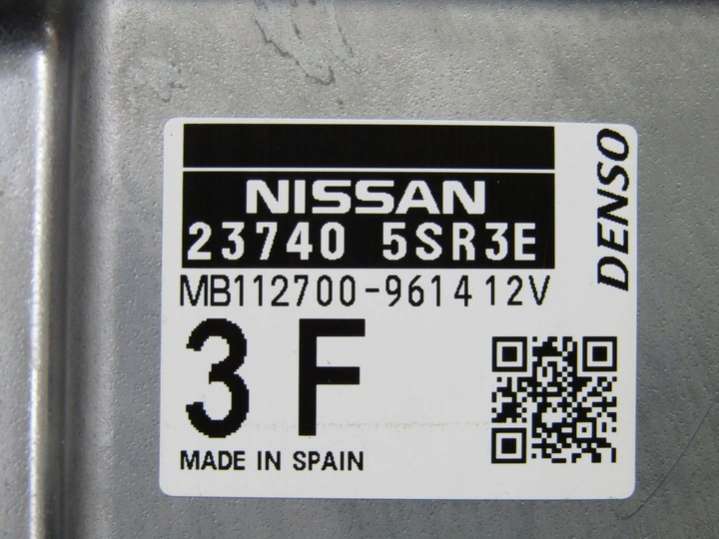 NISSAN
23740 5SR3E
MB112700-9614 12V
3 F
MADE IN SPAIN
DENSO